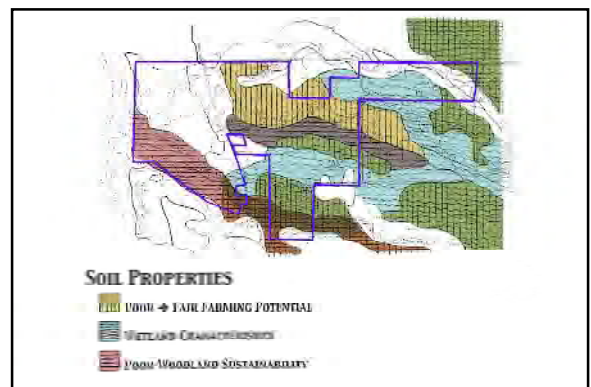 SOIL PROPERTIES
POOR → FAIR FARMING POTENTIAL
WETLAND CHARACTERISTICS
POOR WOODLAND SUSTAINABILITY